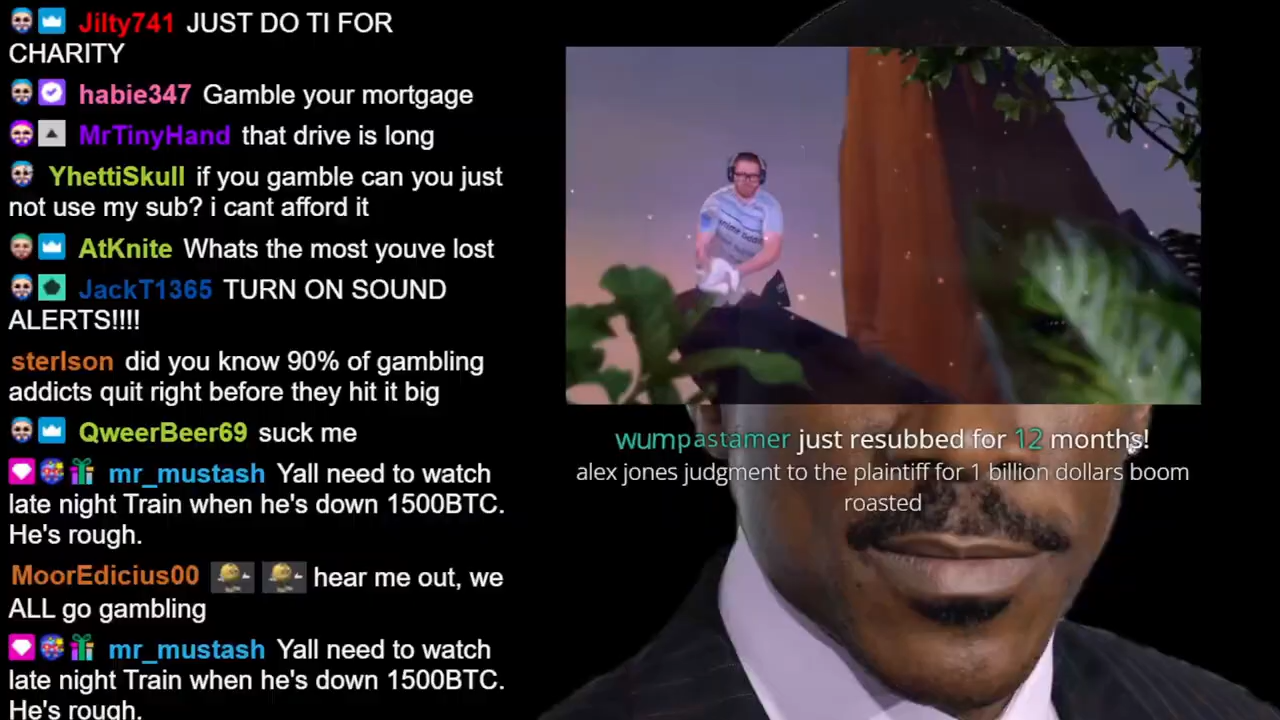 Jilty741 JUST DO TI FOR
CHARITY
habie347 Gamble your mortgage
MrTinyHand that drive is long
YhettiSkull if you gamble can you just
not use my sub? i cant afford it
AtKnite Whats the most youve lost
JackT1365 TURN ON SOUND
ALERTS!!!!
sterlson did you know 90% of gambling
addicts quit right before they hit it big
QweerBeer69 suck me
mr_mustash Yall need to watch
late night Train when he's down 1500BTC.
He's rough.
MoorEdicius00 hear me out, we
ALL go gambling
mr_mustash Yall need to watch
late night Train when he's down 1500BTC.
He's rough.
wumpastamer just resubbed for 12 months!
alex jones judgment to the plaintiff for 1 billion dollars boom
roasted